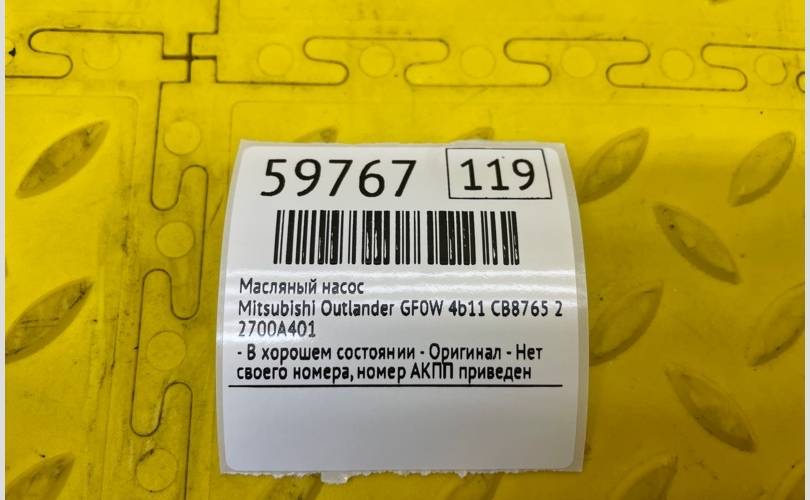 59767 119
Масляный насос
Mitsubishi Outlander GF0W 4b11 CB8765 2
2700A401
- В хорошем состоянии - Оригинал - Нет
своего номера, номер АКПП приведен